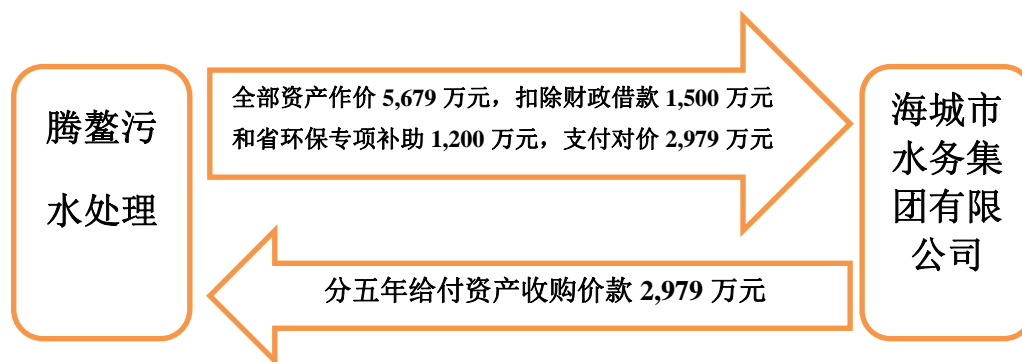 腾鳌污
水处理
全部资产作价 5,679 万元，扣除财政借款 1,500 万元
和省环保专项补助 1,200 万元，支付对价 2,979 万元
分五年给付资产收购价款 2,979 万元
海城市
水务集
团有限
公司